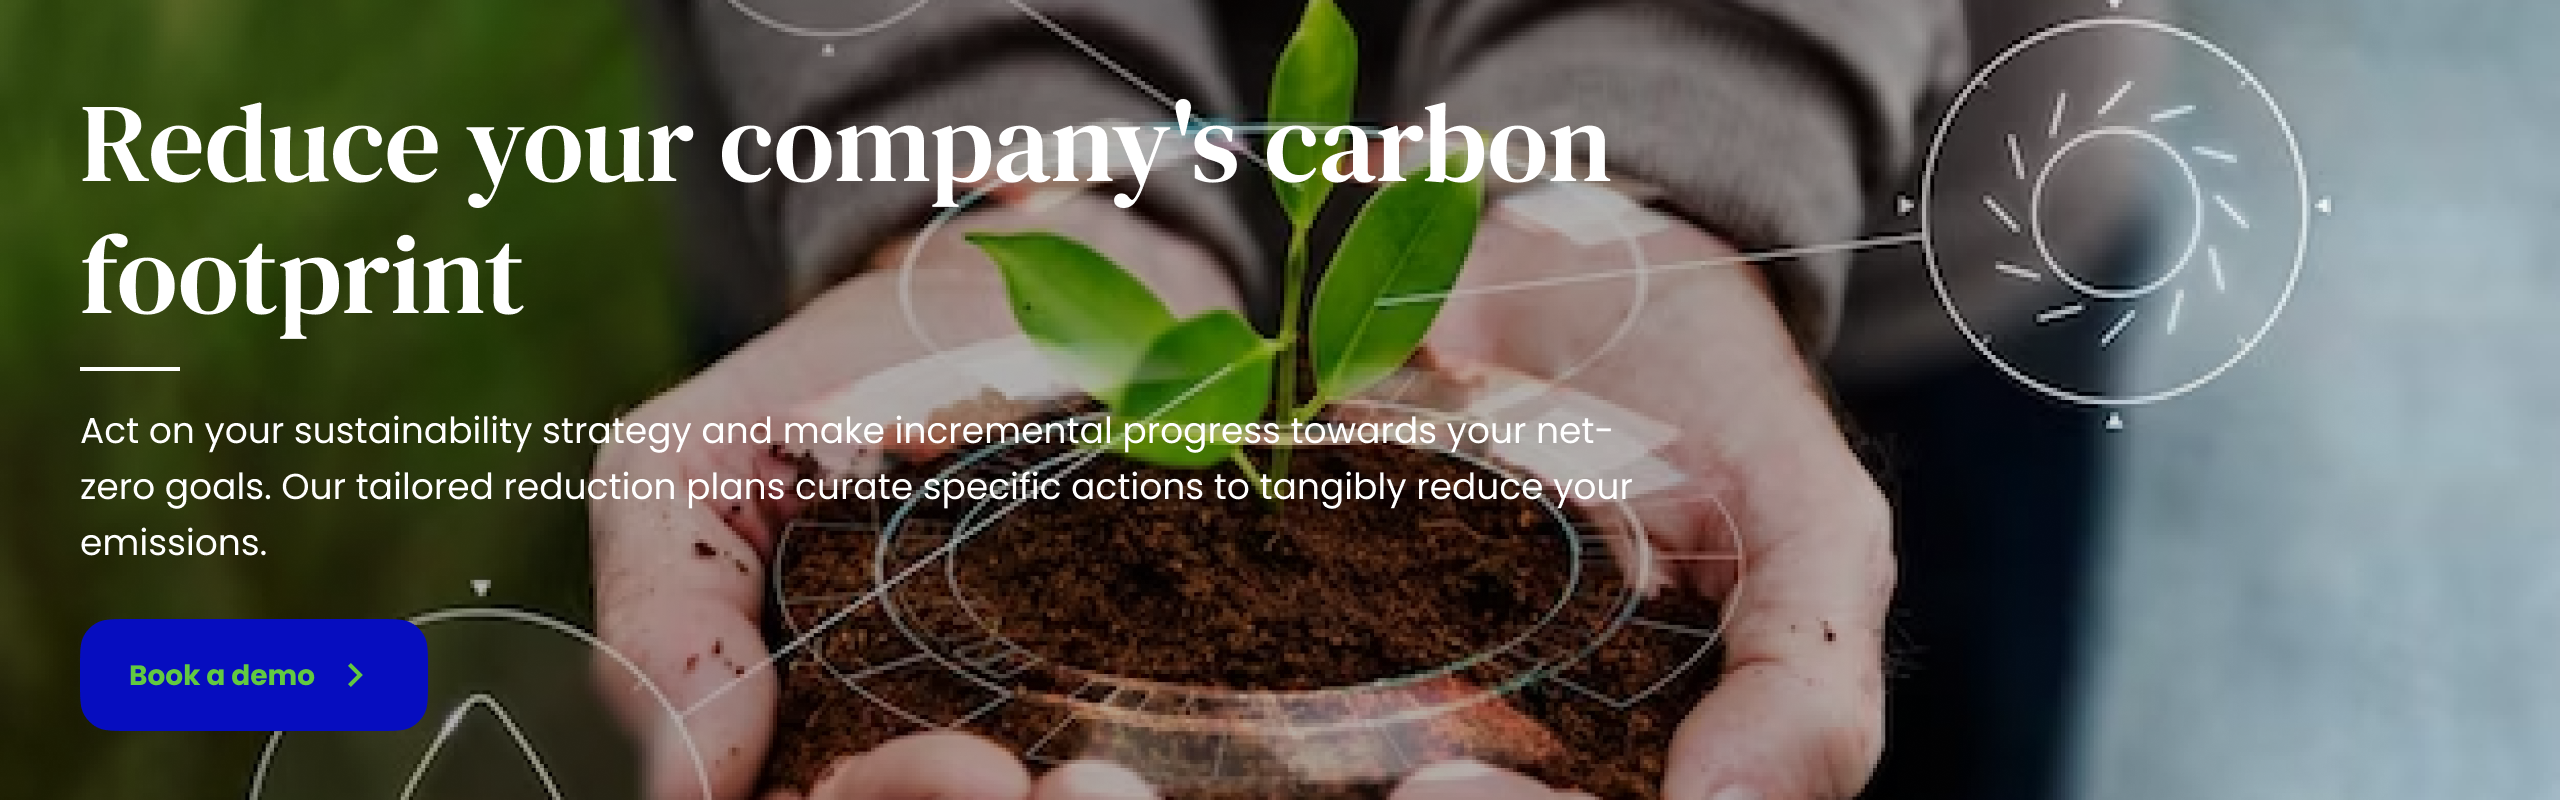 Reduce your company's carbon
footprint
Act on your sustainability strategy and make incremental progress towards your net-
zero goals. Our tailored reduction plans curate specific actions to tangibly reduce your
emissions.
Book a demo